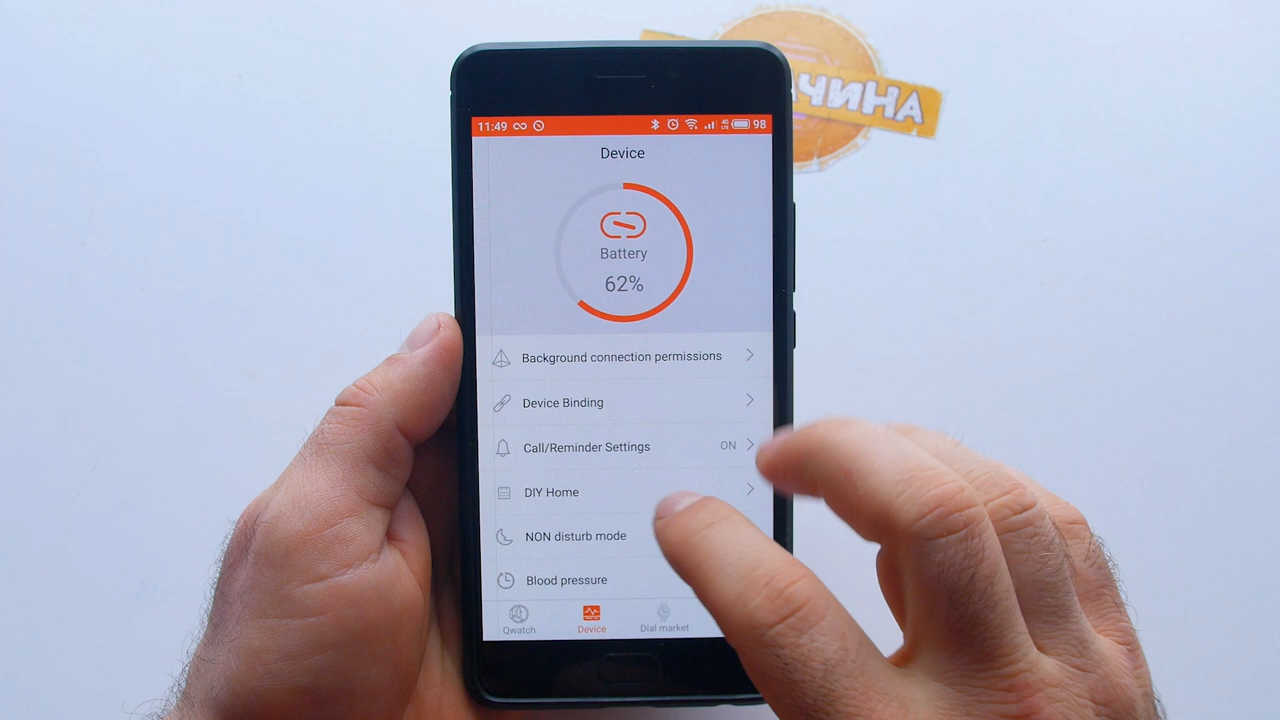 11:49 98
Device
Battery
62%
Background connection permissions
Device Binding
Call/Reminder Settings ON
DIY Home
NON disturb mode
Blood pressure
Qwatch Device Dial market